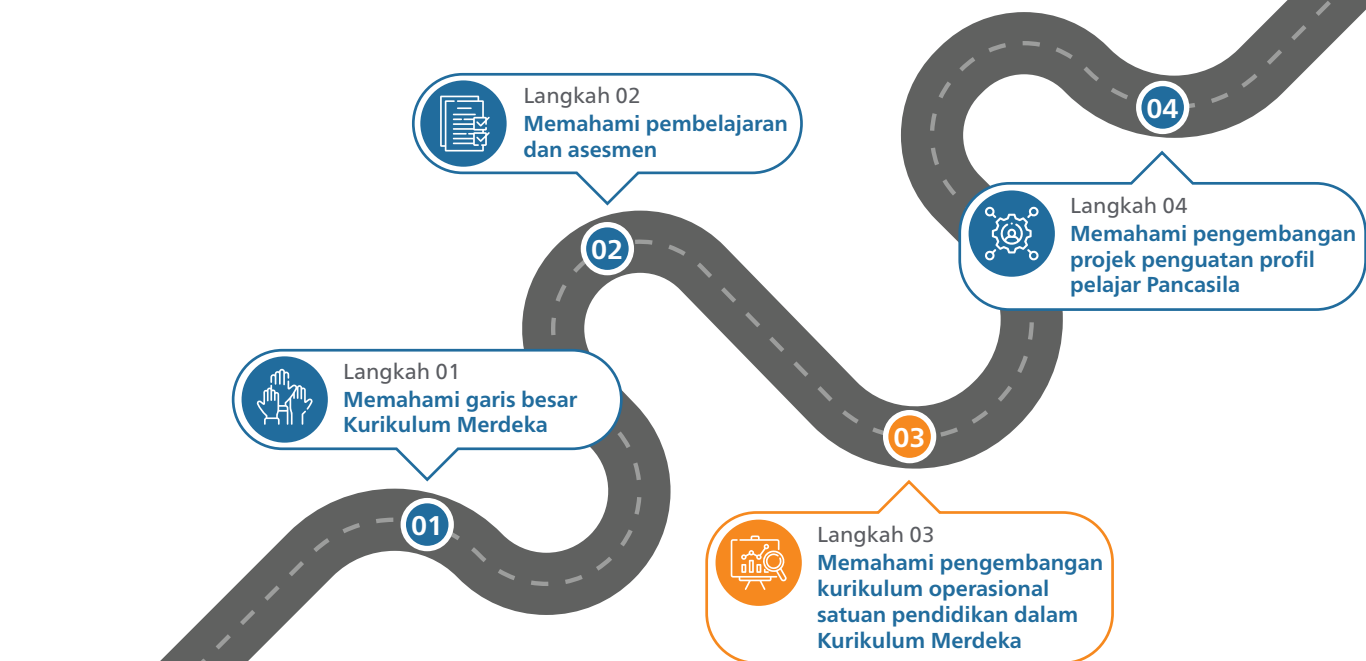 Langkah 01
Memahami garis besar
Kurikulum Merdeka
01
Langkah 02
Memahami pembelajaran
dan asesmen
02
03
Langkah 03
Memahami pengembangan
kurikulum operasional
satuan pendidikan dalam
Kurikulum Merdeka
04
Langkah 04
Memahami pengembangan
projek penguatan profil
pelajar Pancasila